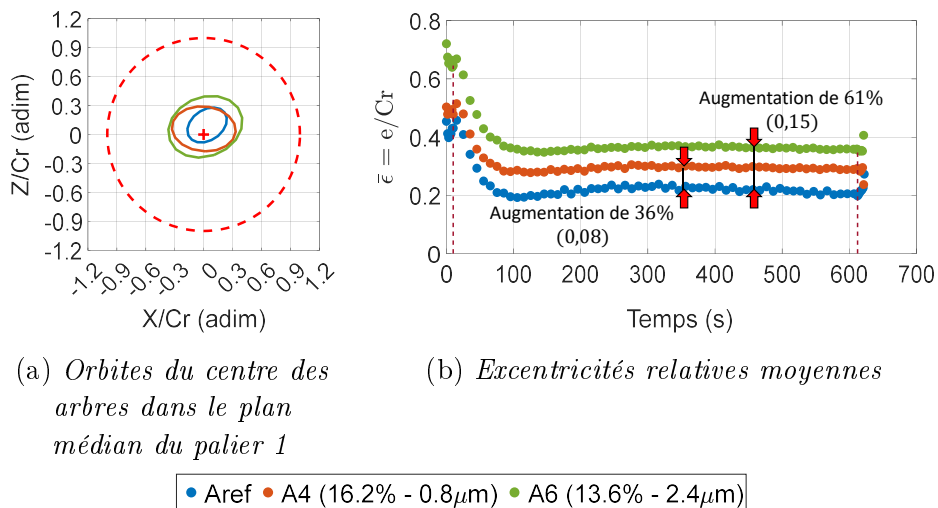 1.2
0.9
0.6
0.3
0
-0.3
-0.6
-0.9
-1.2
Z/Cr (adim)
-1.2
-0.9
-0.6
-0.3
0
0.3
0.6
0.9
1.2
X/Cr (adim)
0.8
0.6
0.4
0.2
0
ϵ̅ = e/Cr
Augmentation de 61%
(0,15)
Augmentation de 36%
(0,08)
0 100 200 300 400 500 600 700
Temps (s)
(a) Orbites du centre des
arbres dans le plan
médian du palier 1
(b) Excentricités relatives moyennes
Aref A4 (16.2% - 0.8μm) A6 (13.6% - 2.4μm)